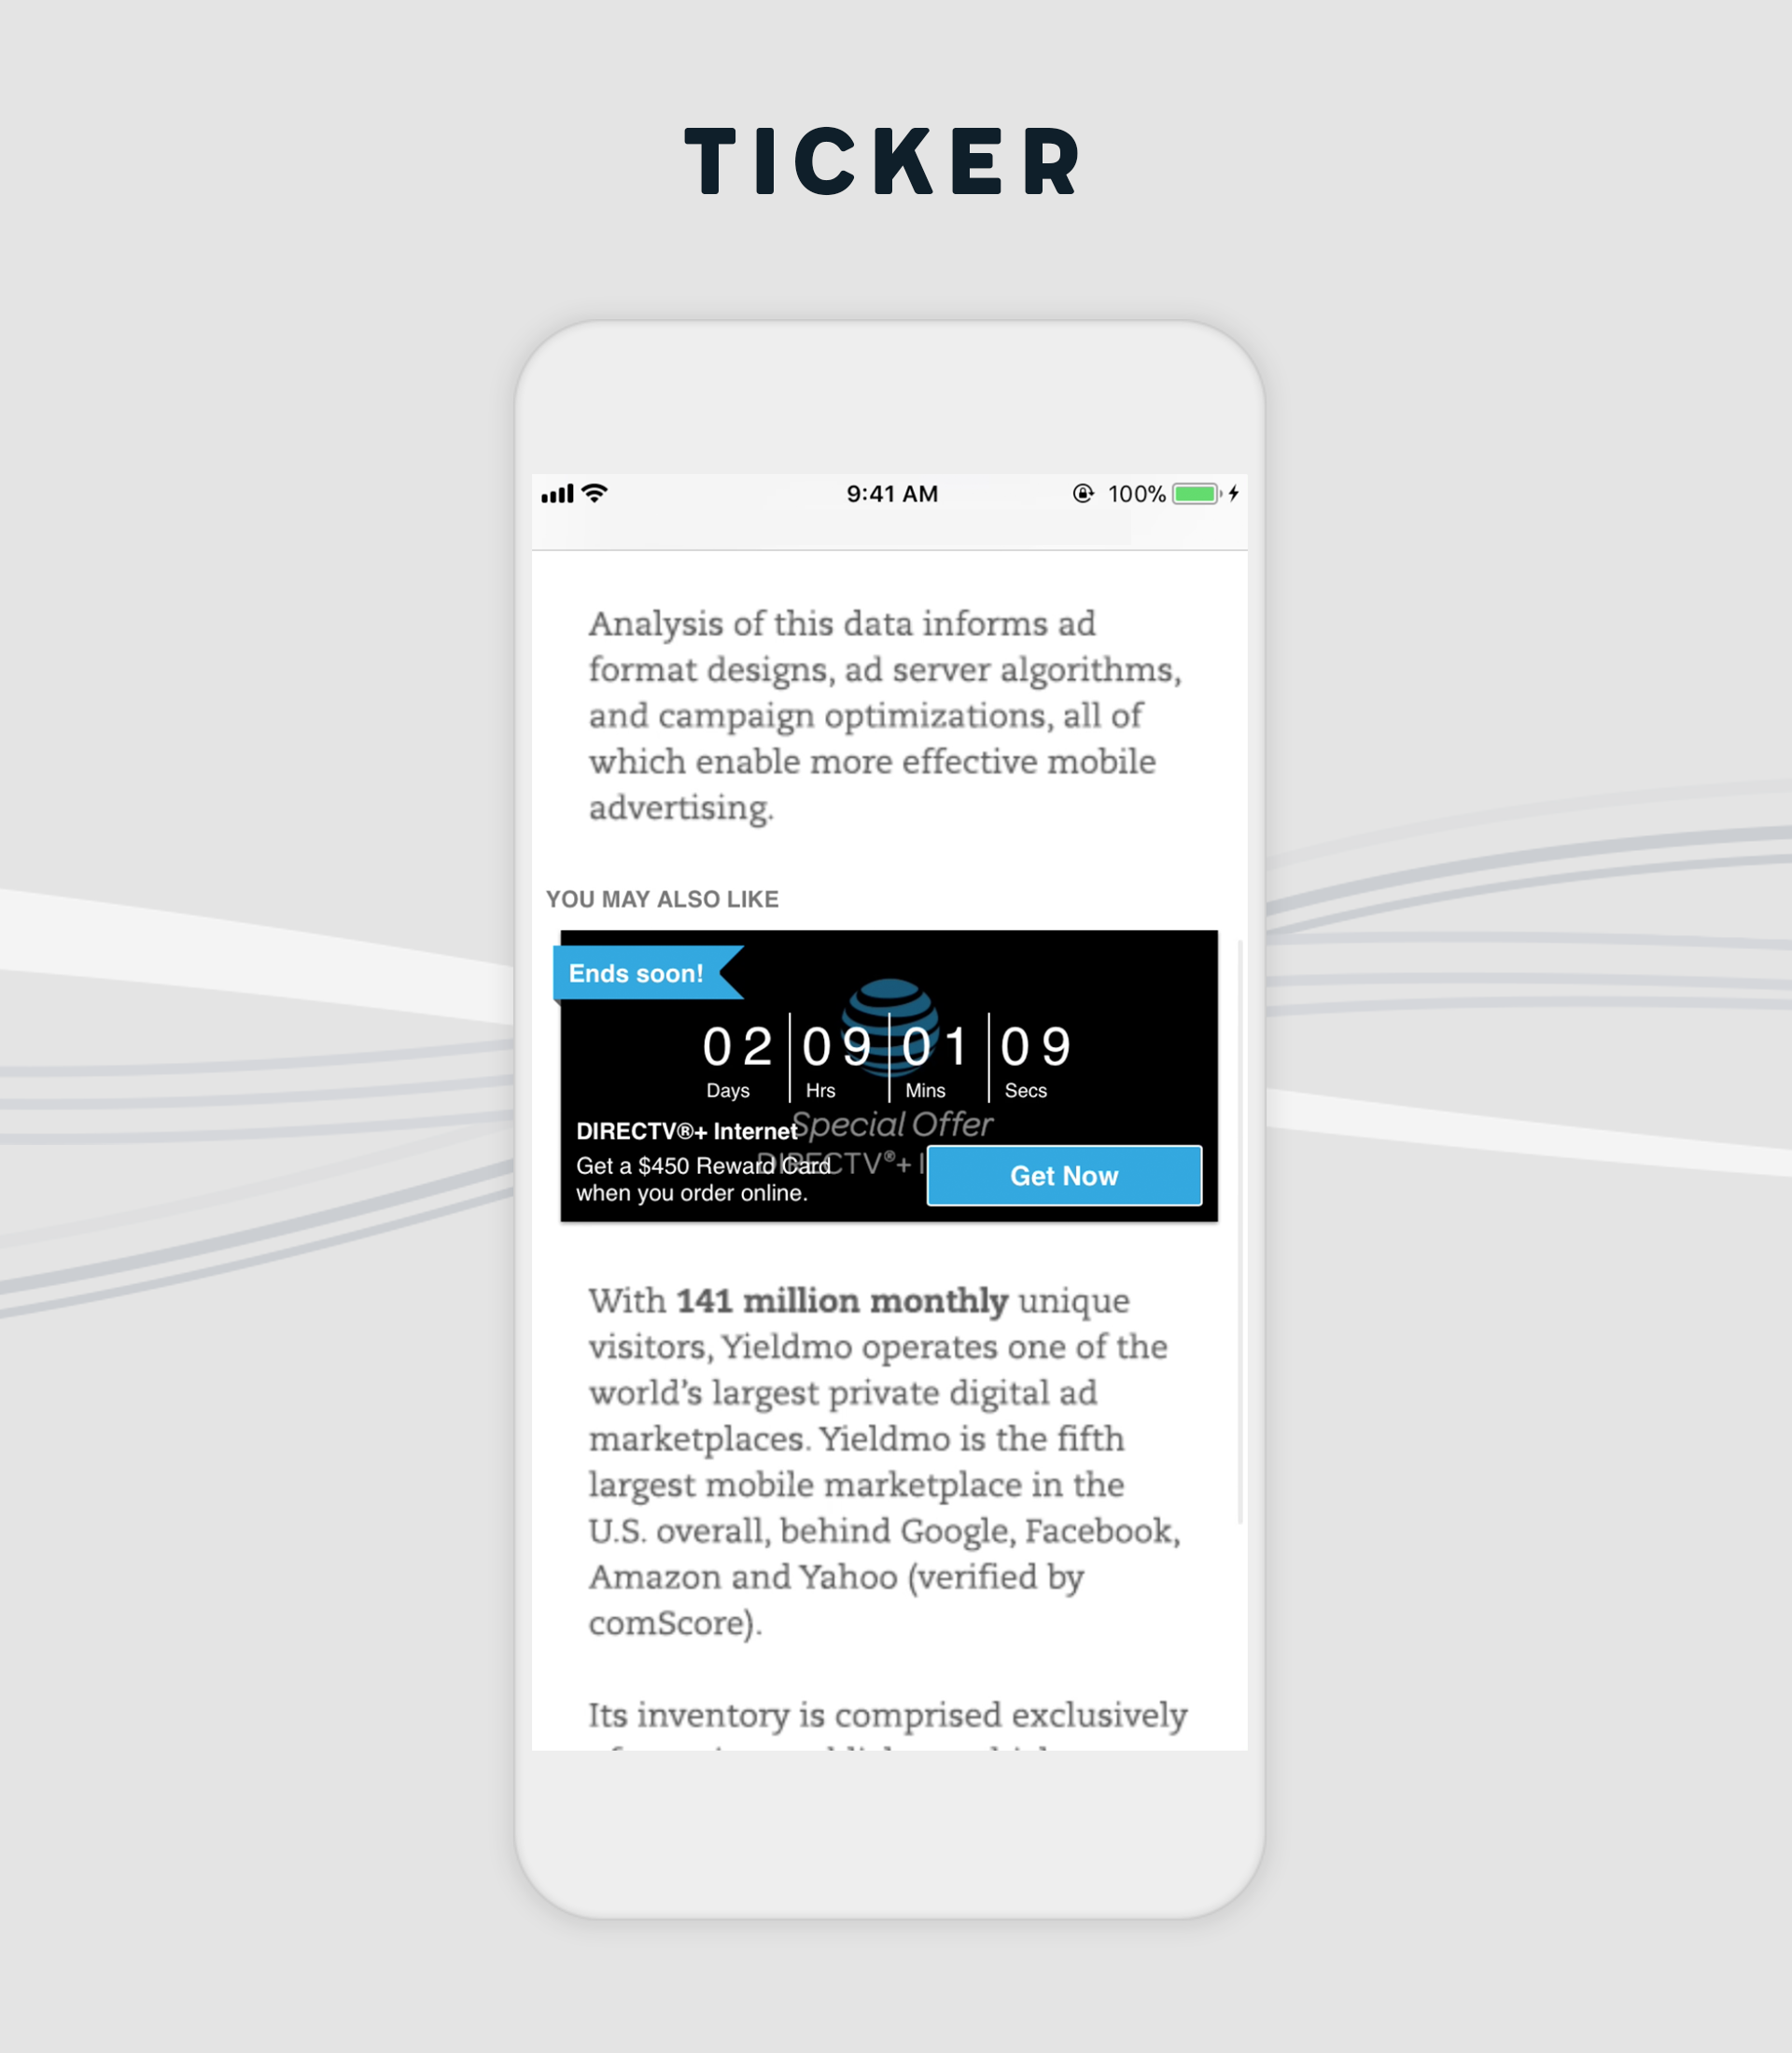 TICKER
9:41 AM
100%
Analysis of this data informs ad
format designs, ad server algorithms,
and campaign optimizations, all of
which enable more effective mobile
advertising.
YOU MAY ALSO LIKE
Ends soon!
02 09 01 09
Days Hrs Mins Secs
Special Offer
DIRECTV®+ Internet
DIRECTV®+
Get a $450 Reward Card
when you order online.
Get Now
With 141 million monthly unique
visitors, Yieldmo operates one of the
world's largest private digital ad
marketplaces. Yieldmo is the fifth
largest mobile marketplace in the
U.S. overall, behind Google, Facebook,
Amazon and Yahoo (verified by
comScore).
Its inventory is comprised exclusively